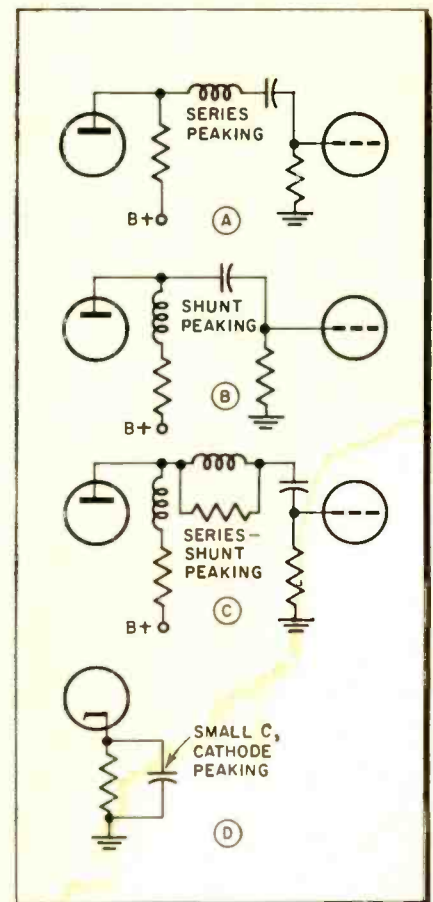 SERIES
PEAKING
B+
A
SHUNT
PEAKING
B+
B
SERIES–
SHUNT
PEAKING
B+
C
SMALL C,
CATHODE
PEAKING
D